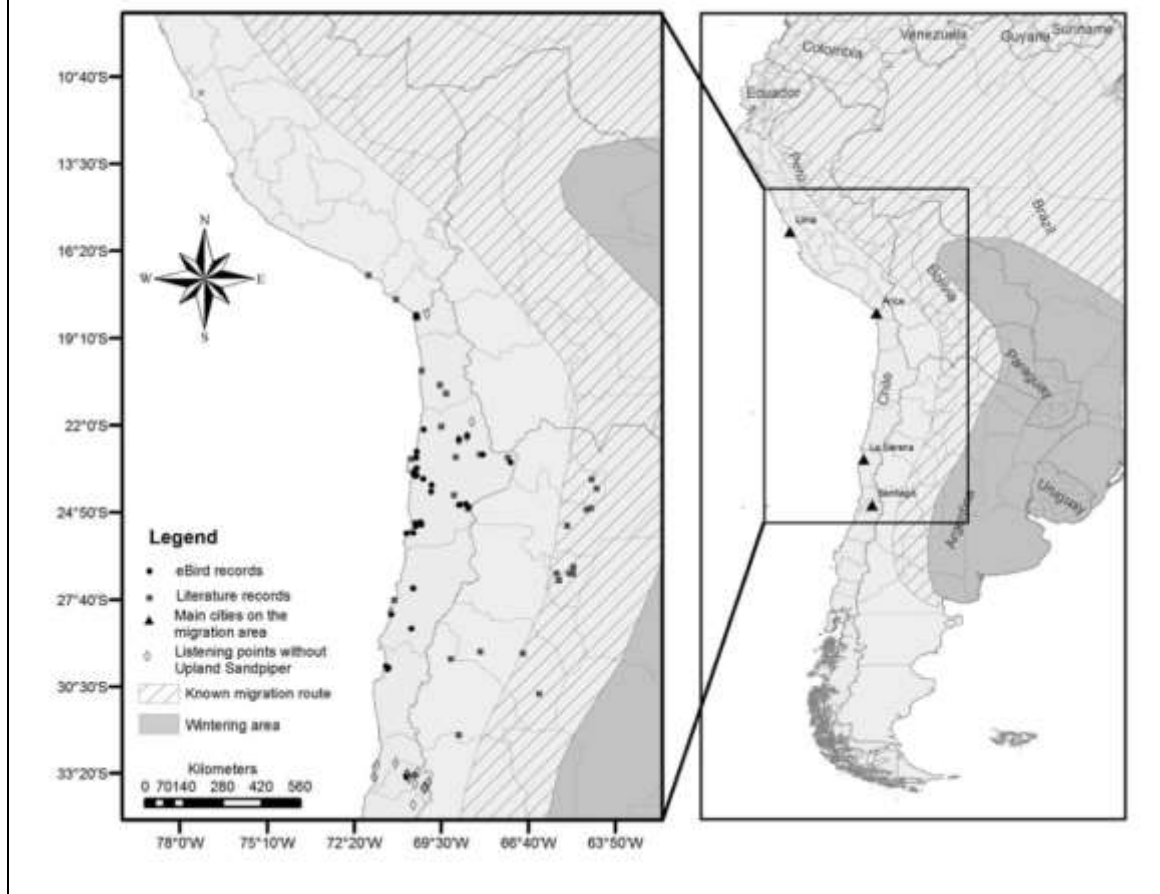 10°40'S
13°30'S
16°20'S
19°10'S
22°0'S
24°50'S
27°40'S
30°30'S
33°20'S
N
W
E
S
Legend
eBird records
Literature records
Main cities on the
migration area
Listening points without
Upland Sandpiper
Known migration route
Wintering area
Kilometers
0 70140 280 420 560
78°0'W 75°10'W 72°20'W 69°30'W 66°40'W 63°50'W
Venezuela
Guyana
Suriname
Colombia
Ecuador
Perú
Brazil
Lima
Bolivia
Arica
Paraguay
Chile
La Serena
Santiago
Uruguay
Argentina